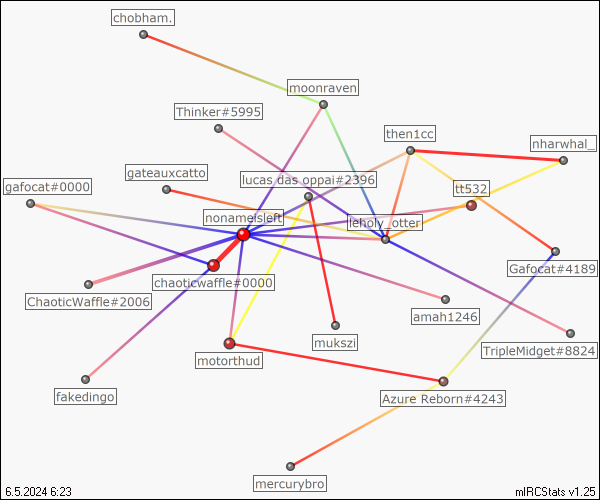 chobham.
moonraven
Thinker#5995
then1cc
nharwhal_
gateauxcatto
lucas.das.oppai#2396
gafocat#0000
tt532
nonameisleft
leholy_otter
Gafocat#4189
chaoticwaffle#0000
ChaoticWaffle#2006
amah1246
mukszi
TripleMidget#8824
motorthud
fakedingo
Azure Reborn#4243
mercurybro
6.5.2024 6:23
mIRCStats v1.25